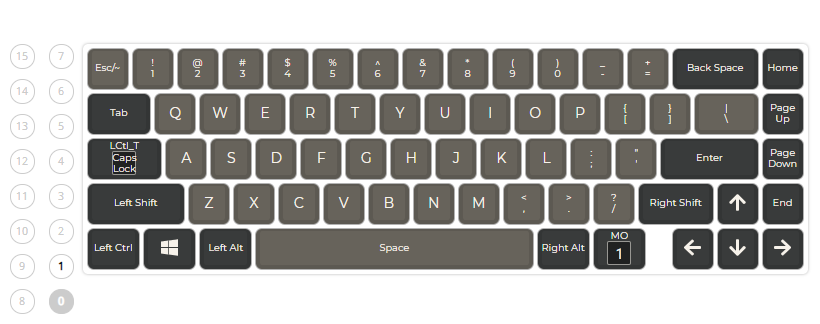 15 7
14 6
13 5
12 4
11 3
10 2
9 1
8 0
Esc/~ ! 1 @ 2 # 3 $ 4 % 5 ^ 6 & 7 * 8 ( 9 ) 0 _ - + = Back Space Home
Tab Q W E R T Y U I O P { [ } ] | \ Page Up
LCtl_T Caps Lock A S D F G H J K L : ; " ' Enter Page Down
Left Shift Z X C V B N M < , > . ? / Right Shift ↑ End
Left Ctrl Left Alt Space Right Alt MO 1 ← ↓ →